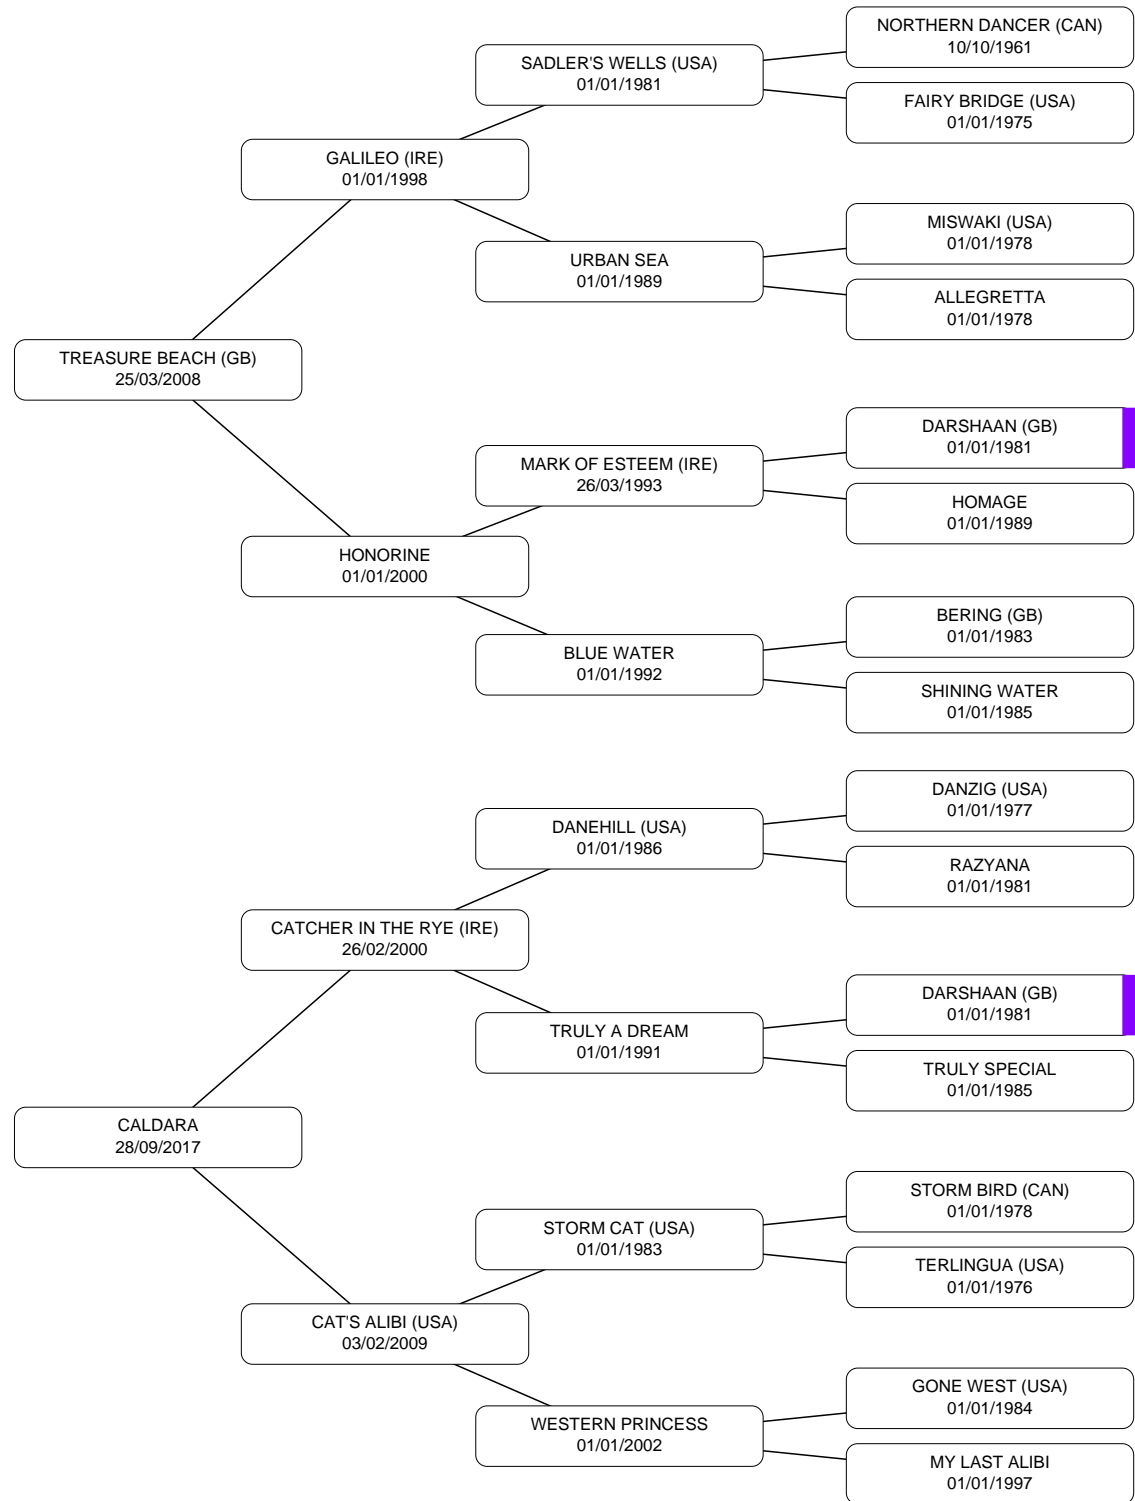 NORTHERN DANCER (CAN)
10/10/1961
SADLER'S WELLS (USA)
01/01/1981
FAIRY BRIDGE (USA)
01/01/1975
GALILEO (IRE)
01/01/1998
MISWAKI (USA)
01/01/1978
URBAN SEA
01/01/1989
ALLEGRETTA
01/01/1978
TREASURE BEACH (GB)
25/03/2008
DARSHAAN (GB)
01/01/1981
MARK OF ESTEEM (IRE)
26/03/1993
HOMAGE
01/01/1989
HONORINE
01/01/2000
BERING (GB)
01/01/1983
BLUE WATER
01/01/1992
SHINING WATER
01/01/1985
DANZIG (USA)
01/01/1977
DANEHILL (USA)
01/01/1986
RAZYANA
01/01/1981
CATCHER IN THE RYE (IRE)
26/02/2000
DARSHAAN (GB)
01/01/1981
TRULY A DREAM
01/01/1991
TRULY SPECIAL
01/01/1985
CALDARA
28/09/2017
STORM BIRD (CAN)
01/01/1978
STORM CAT (USA)
01/01/1983
TERLINGUA (USA)
01/01/1976
CAT'S ALIBI (USA)
03/02/2009
GONE WEST (USA)
01/01/1984
WESTERN PRINCESS
01/01/2002
MY LAST ALIBI
01/01/1997